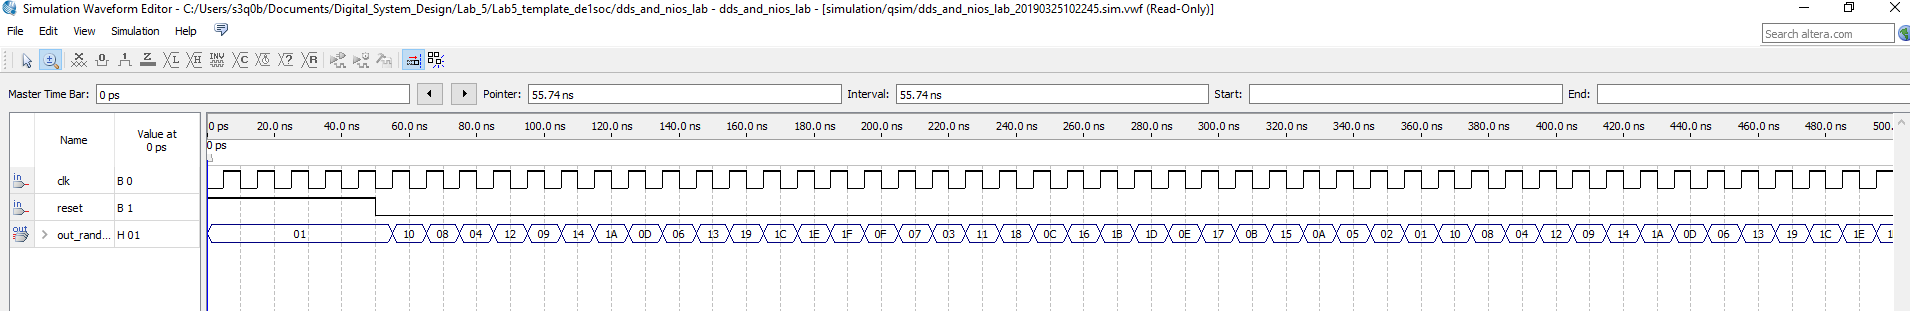 Simulation Waveform Editor - C:/Users/s3q0b/Documents/Digital_System_Design/Lab_5/Lab5_template_de1soc/dds_and_nios_lab - dds_and_nios_lab - [simulation/qsim/dds_and_nios_lab_20190325102245.sim.vwf (Read-Only)]
File Edit View Simulation Help
Search altera.com
Master Time Bar: 0 ps Pointer: 55.74 ns Interval: 55.74 ns Start: End:
Name Value at 0 ps
0 ps 20.0 ns 40.0 ns 60.0 ns 80.0 ns 100.0 ns 120.0 ns 140.0 ns 160.0 ns 180.0 ns 200.0 ns 220.0 ns 240.0 ns 260.0 ns 280.0 ns 300.0 ns 320.0 ns 340.0 ns 360.0 ns 380.0 ns 400.0 ns 420.0 ns 440.0 ns 460.0 ns 480.0 ns 500.
0 ps
in clk B 0
in reset B 1
out out_rand... H 01 01 10 08 04 12 09 14 1A 0D 06 13 19 1C 1E 1F 0F 07 03 11 18 0C 16 1B 1D 0E 17 0B 15 0A 05 02 01 10 08 04 12 09 14 1A 0D 06 13 19 1C 1E